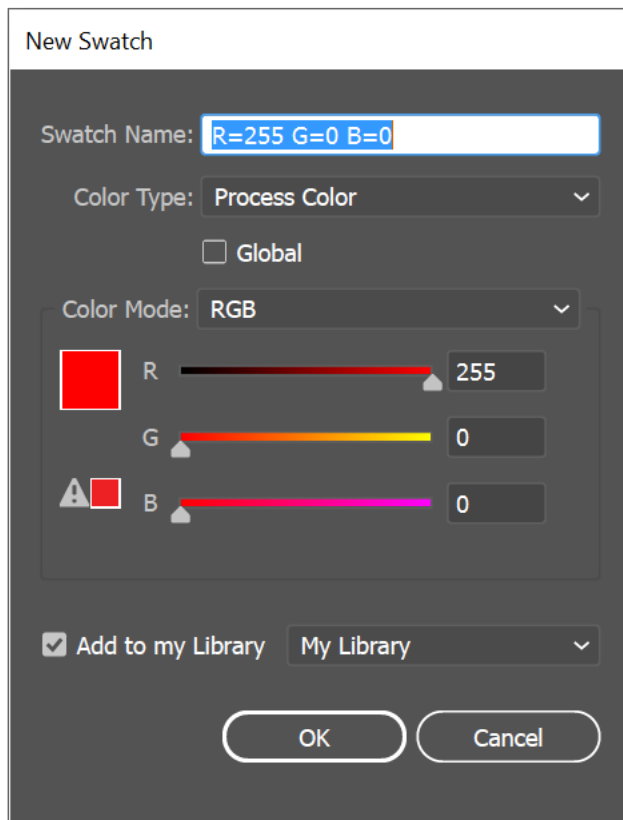 New Swatch
Swatch Name: R=255 G=0 B=0
Color Type: Process Color
Global
Color Mode: RGB
R 255
G 0
B 0
Add to my Library My Library
OK Cancel